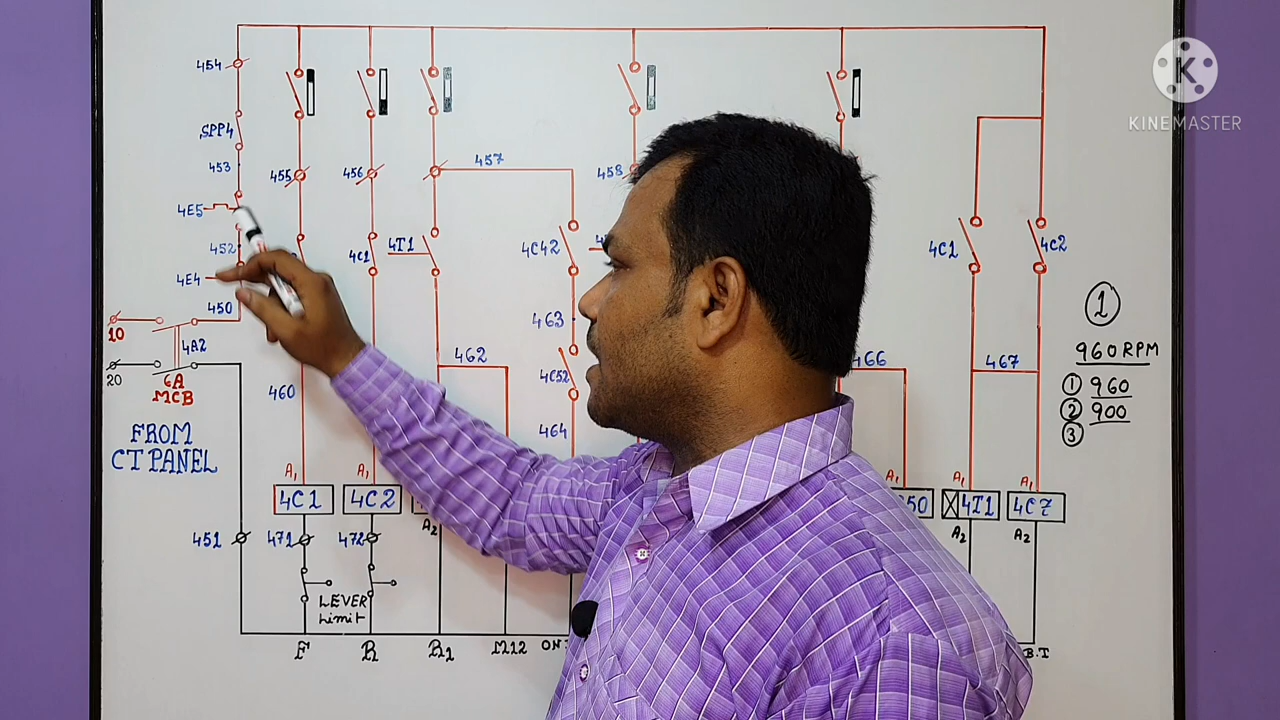 454
SPP4
453
4E5
452
4E4
450
10
4A2
20
6A
MCB
FROM
CT PANEL
451
455
456
457
458
4C1
4T1
4C42
463
4C52
464
460
462
466
467
4C1
4C2
A1
4C1
A1
4C2
A2
471
472
LEVER
Limit
F
R
R1
M12
ON
A1
50
A1
4T1
A2
A1
4C7
A2
B.T
1
960 RPM
1 960
2 900
3
K
KINEMASTER